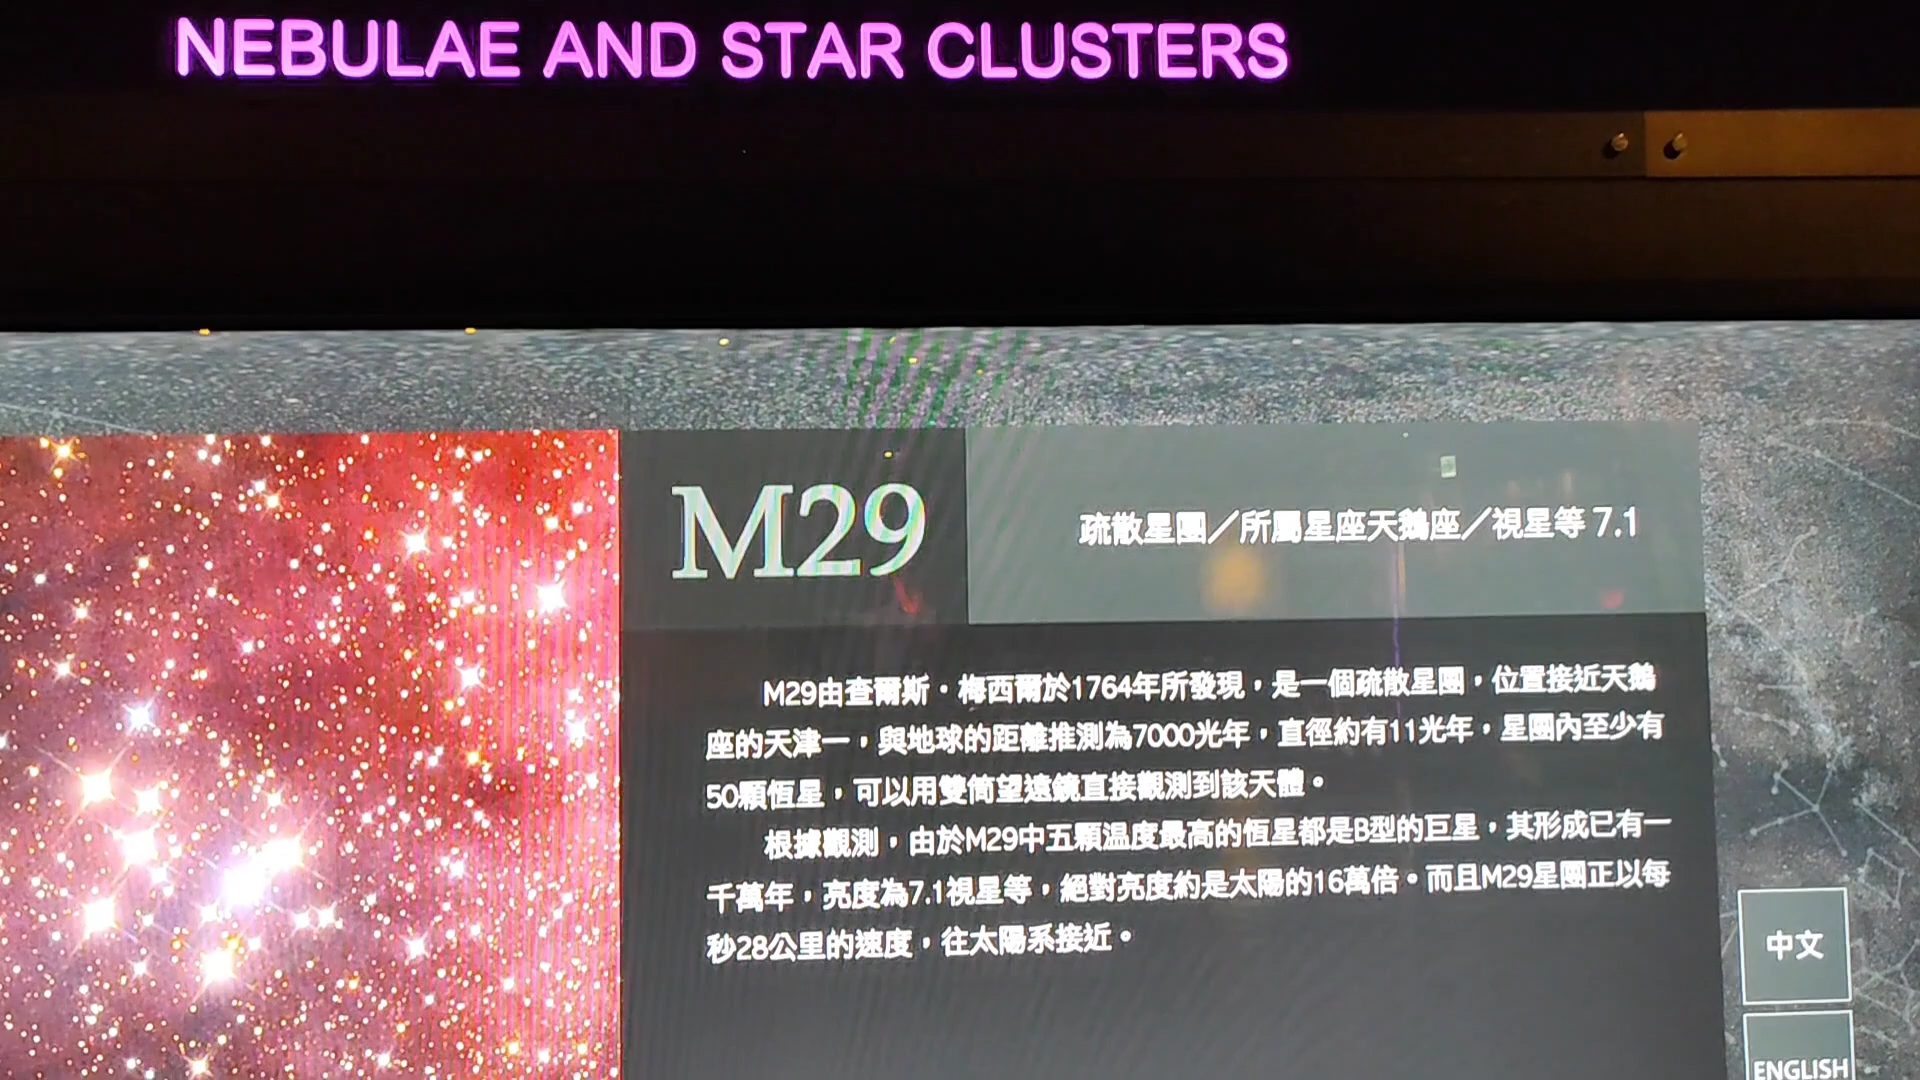 NEBULAE AND STAR CLUSTERS
M29
疏散星團／所屬星座天鵝座／視星等 7.1
M29由查爾斯・梅西爾於1764年所發現，是一個疏散星團，位置接近天鵝
座的天津一，與地球的距離推測為7000光年，直徑約有11光年，星團內至少有
50顆恆星，可以用雙筒望遠鏡直接觀測到該天體。
根據觀測，由於M29中五顆溫度最高的恆星都是B型的巨星，其形成已有一
千萬年，亮度為7.1視星等，絕對亮度約是太陽的16萬倍。而且M29星團正以每
秒28公里的速度，往太陽系接近。
中文
ENGLISH